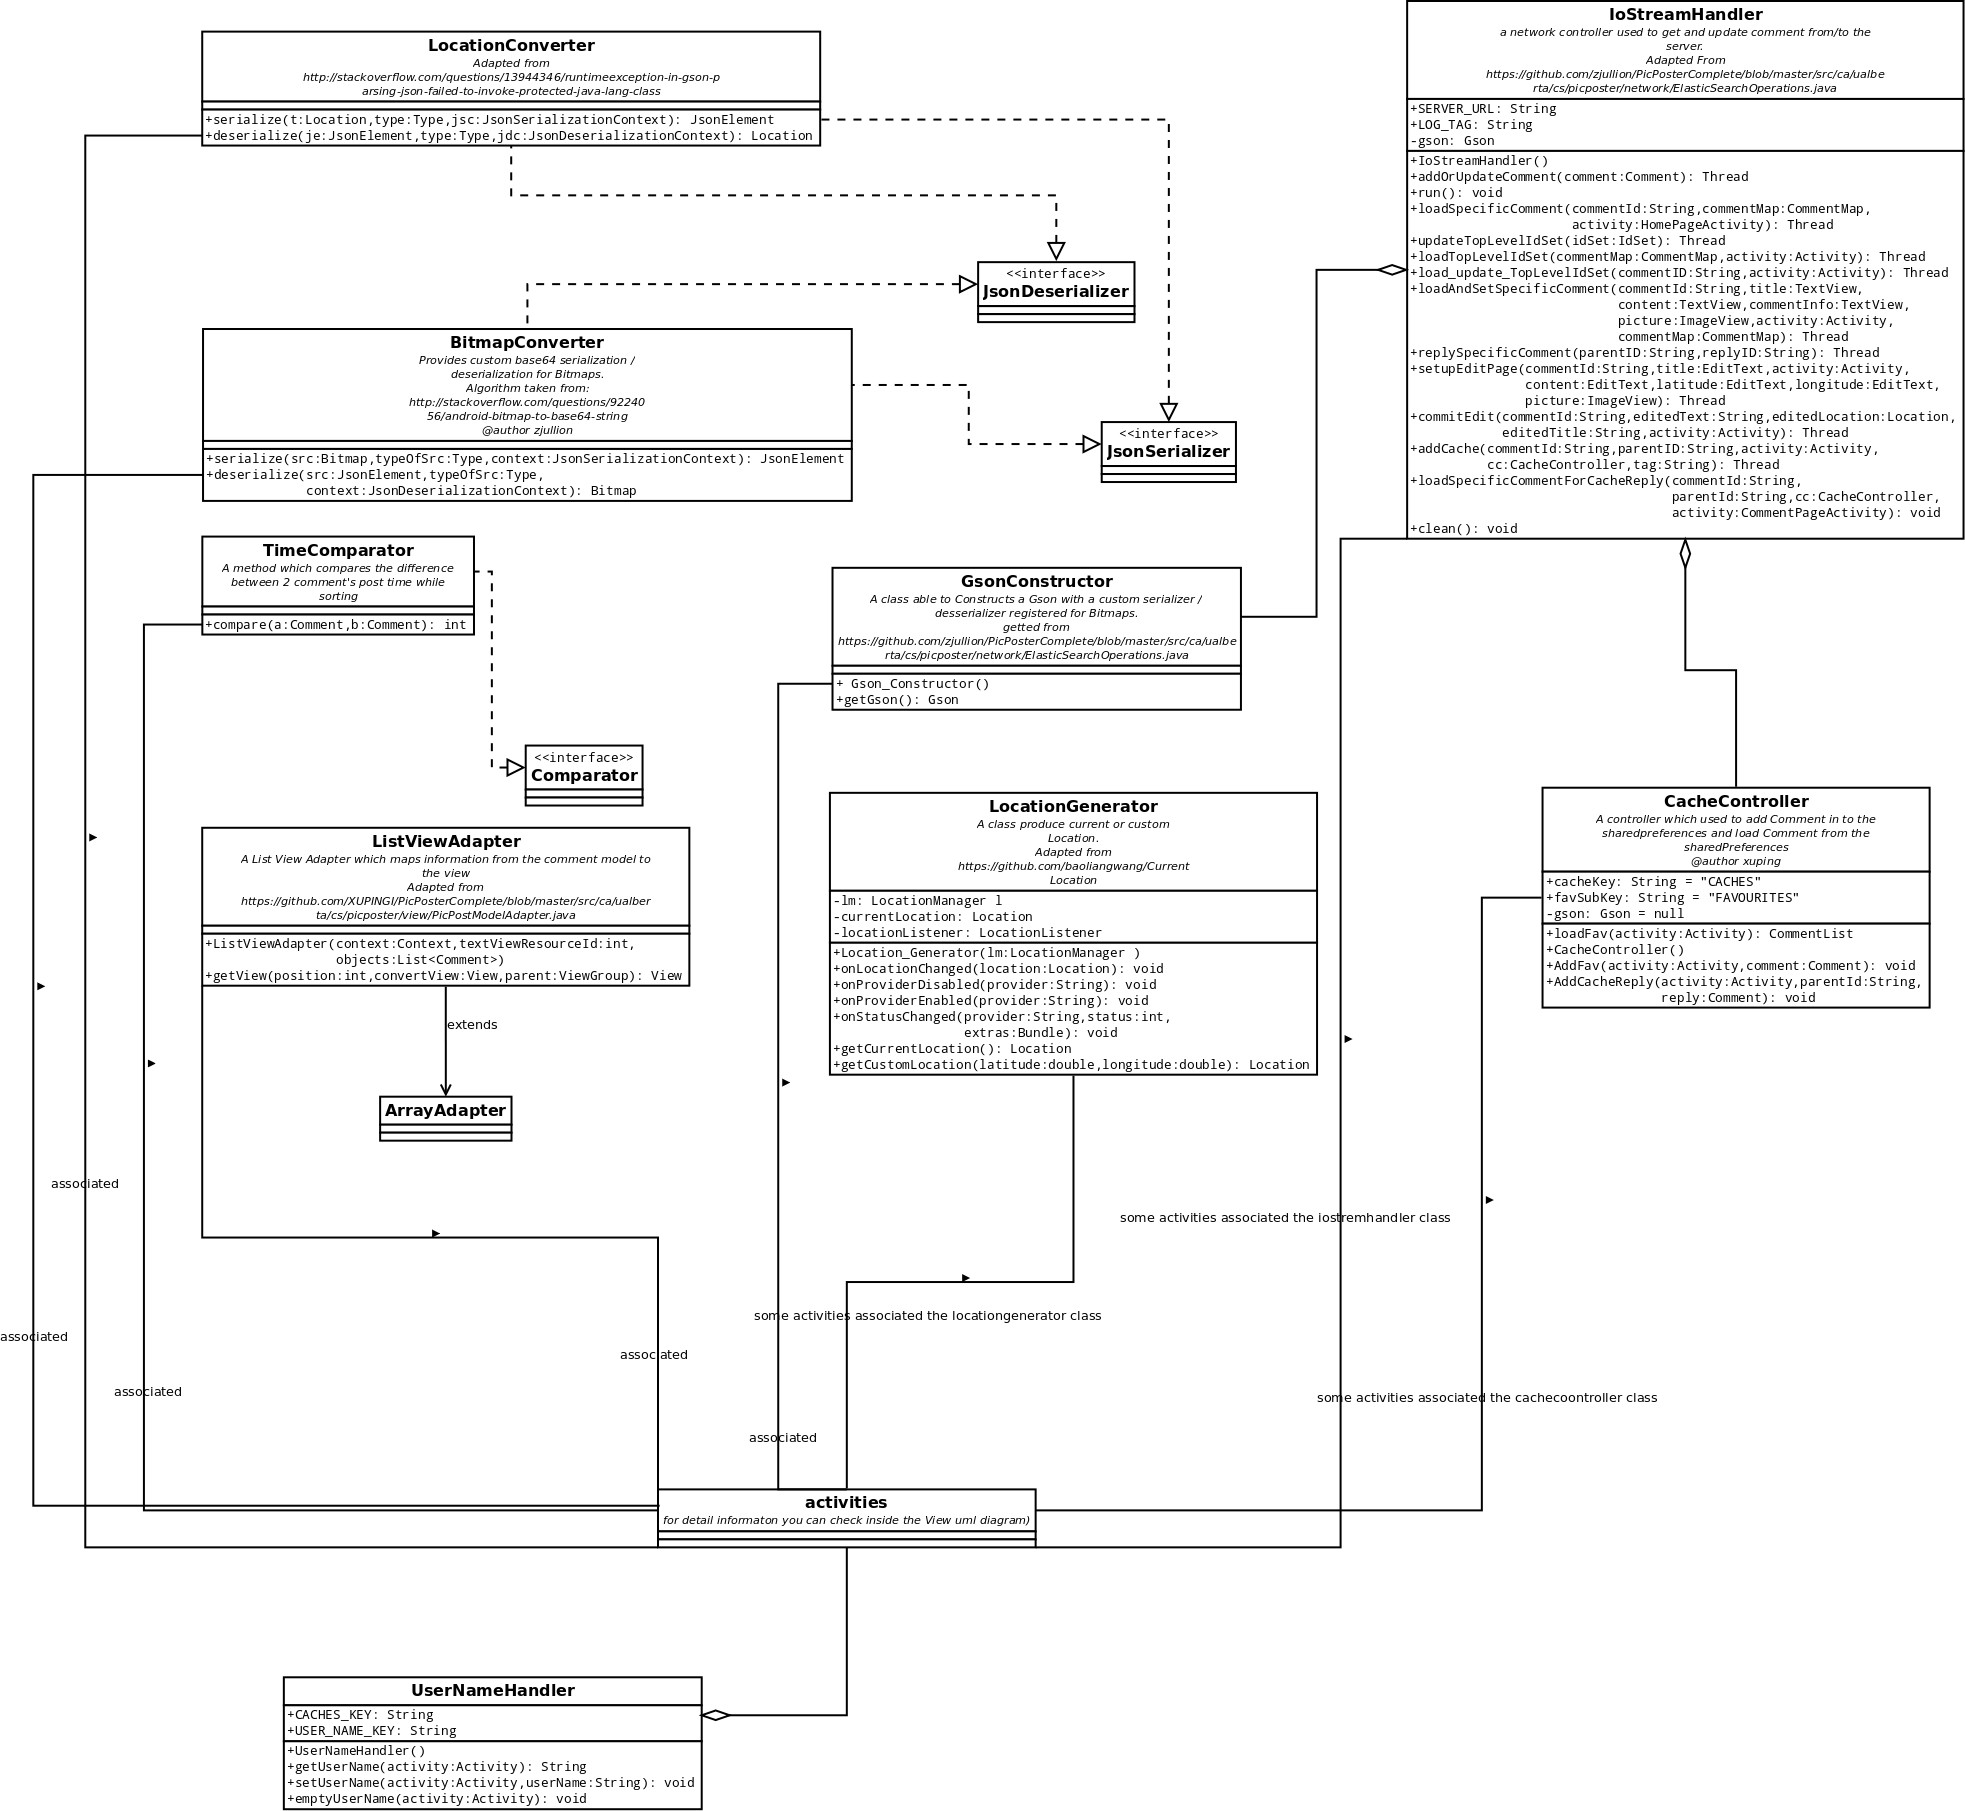 LocationConverter
Adapted from
http://stackoverflow.com/questions/13944346/runtimeexception-in-gson-p
arsing-json-failed-to-invoke-protected-java-lang-class
+serialize(t:Location,type:Type,jsc:JsonSerializationContext): JsonElement
+deserialize(je:JsonElement,type:Type,jdc:JsonDeserializationContext): Location
IoStreamHandler
a network controller used to get and update comment from/to the
server.
Adapted From
https://github.com/zjullion/PicPosterComplete/blob/master/src/ca/ualbe
rta/cs/picposter/network/ElasticSearchOperations.java
+SERVER_URL: String
+LOG_TAG: String
-gson: Gson
+IoStreamHandler()
+addOrUpdateComment(comment:Comment): Thread
+run(): void
+loadSpecificComment(commentId:String,commentMap:CommentMap,
activity:HomePageActivity): Thread
+updateTopLevelIdSet(idSet:IdSet): Thread
+loadTopLevelIdSet(commentMap:CommentMap,activity:Activity): Thread
+load_update_TopLevelIdSet(commentID:String,activity:Activity): Thread
+loadAndSetSpecificComment(commentId:String,title:TextView,
content:TextView,commentInfo:TextView,
picture:ImageView,activity:Activity,
commentMap:CommentMap): Thread
+replySpecificComment(parentID:String,replyID:String): Thread
+setupEditPage(commentId:String,title:EditText,activity:Activity,
content:EditText,latitude:EditText,longitude:EditText,
picture:ImageView): Thread
+commitEdit(commentId:String,editedText:String,editedLocation:Location,
editedTitle:String,activity:Activity): Thread
+addCache(commentId:String,parentID:String,activity:Activity,
cc:CacheController,tag:String): Thread
+loadSpecificCommentForCacheReply(commentId:String,
parentId:String,cc:CacheController,
activity:CommentPageActivity): void
+clean(): void
<<interface>>
JsonDeserializer
BitmapConverter
Provides custom base64 serialization /
deserialization for Bitmaps.
Algorithm taken from:
http://stackoverflow.com/questions/92240
56/android-bitmap-to-base64-string
@author zjullion
+serialize(src:Bitmap,typeOfSrc:Type,context:JsonSerializationContext): JsonElement
+deserialize(src:JsonElement,typeOfSrc:Type,
context:JsonDeserializationContext): Bitmap
<<interface>>
JsonSerializer
TimeComparator
A method which compares the difference
between 2 comment's post time while
sorting
+compare(a:Comment,b:Comment): int
GsonConstructor
A class able to Constructs a Gson with a custom serializer /
desserializer registered for Bitmaps.
getted from
https://github.com/zjullion/PicPosterComplete/blob/master/src/ca/ualbe
rta/cs/picposter/network/ElasticSearchOperations.java
+ Gson_Constructor()
+getGson(): Gson
<<interface>>
Comparator
ListViewAdapter
A List View Adapter which maps information from the comment model to
the view
Adapted from
https://github.com/XUPINGI/PicPosterComplete/blob/master/src/ca/ualber
ta/cs/picposter/view/PicPostModelAdapter.java
+ListViewAdapter(context:Context,textViewResourceId:int,
objects:List<Comment>)
+getView(position:int,convertView:View,parent:ViewGroup): View
LocationGenerator
A class produce current or custom
Location.
Adapted from
https://github.com/baoliangwang/Current
Location
-lm: LocationManager l
-currentLocation: Location
-locationListener: LocationListener
+Location_Generator(lm:LocationManager )
+onLocationChanged(location:Location): void
+onProviderDisabled(provider:String): void
+onProviderEnabled(provider:String): void
+onStatusChanged(provider:String,status:int,
extras:Bundle): void
+getCurrentLocation(): Location
+getCustomLocation(latitude:double,longitude:double): Location
CacheController
A controller which used to add Comment in to the
sharedpreferences and load Comment from the
sharedPreferences
@author xuping
+cacheKey: String = "CACHES"
+favSubKey: String = "FAVOURITES"
-gson: Gson = null
+loadFav(activity:Activity): CommentList
+CacheController()
+AddFav(activity:Activity,comment:Comment): void
+AddCacheReply(activity:Activity,parentId:String,
reply:Comment): void
extends
ArrayAdapter
associated
some activities associated the iostremhandler class
some activities associated the locationgenerator class
associated
associated
associated
some activities associated the cachecoontroller class
associated
activities
for detail informaton you can check inside the View uml diagram)
UserNameHandler
+CACHES_KEY: String
+USER_NAME_KEY: String
+UserNameHandler()
+getUserName(activity:Activity): String
+setUserName(activity:Activity,userName:String): void
+emptyUserName(activity:Activity): void